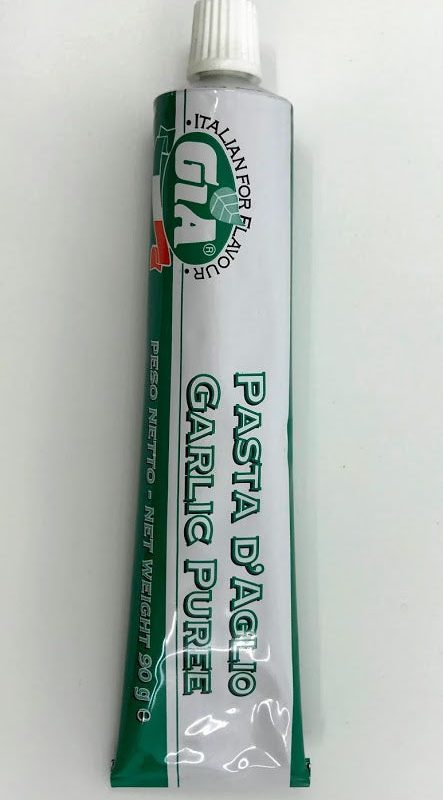 • ITALIAN FOR FLAVOUR •
GIA®
PASTA D'AGLIO
GARLIC PUREE
PESO NETTO - NET WEIGHT 90 g e